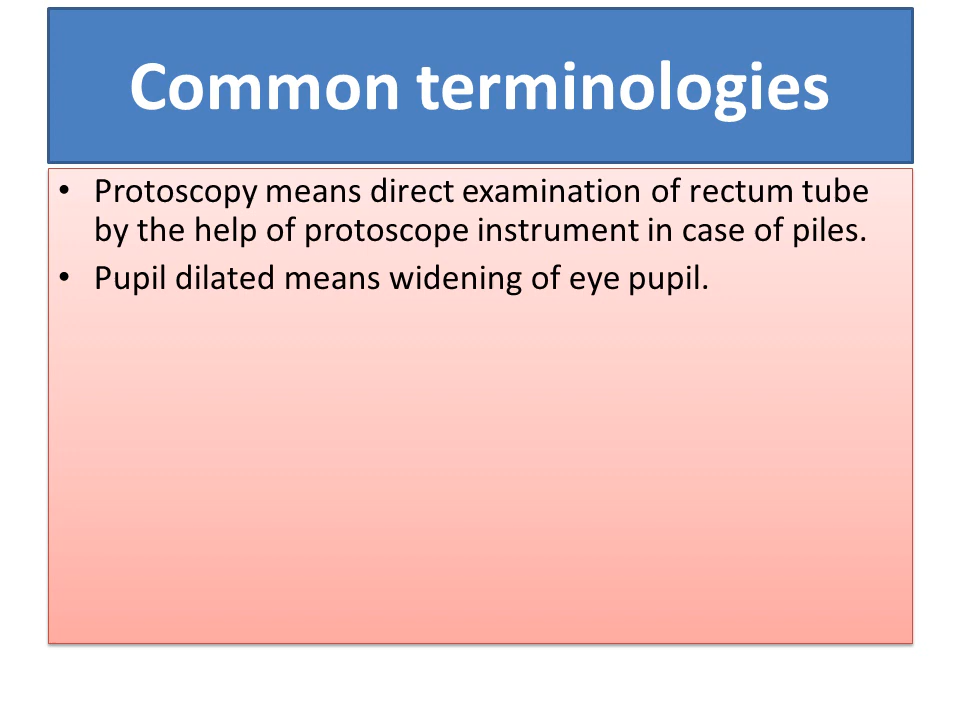 Common terminologies
• Protoscopy means direct examination of rectum tube
by the help of protoscope instrument in case of piles.
• Pupil dilated means widening of eye pupil.